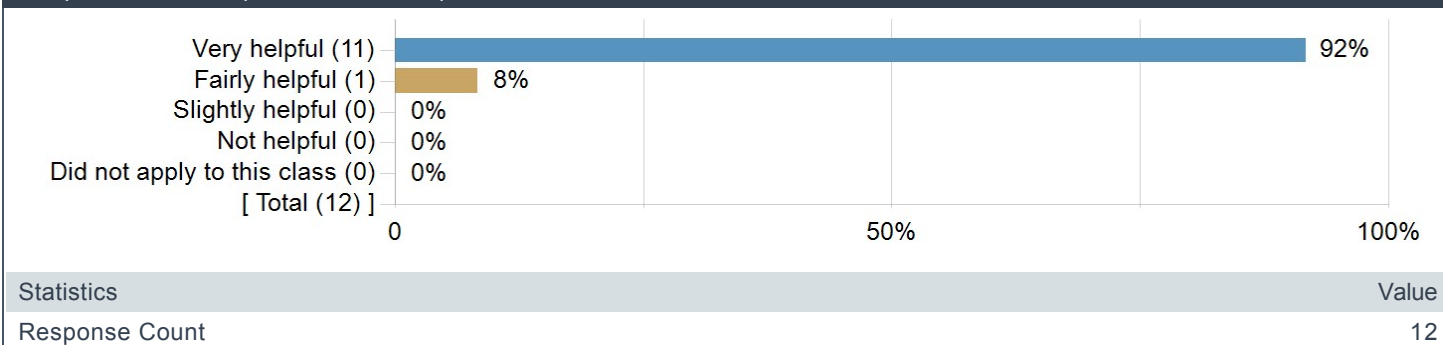 Very helpful (11) 92%
Fairly helpful (1) 8%
Slightly helpful (0) 0%
Not helpful (0) 0%
Did not apply to this class (0) 0%
[ Total (12) ]
0 50% 100%
Statistics Value
Response Count 12